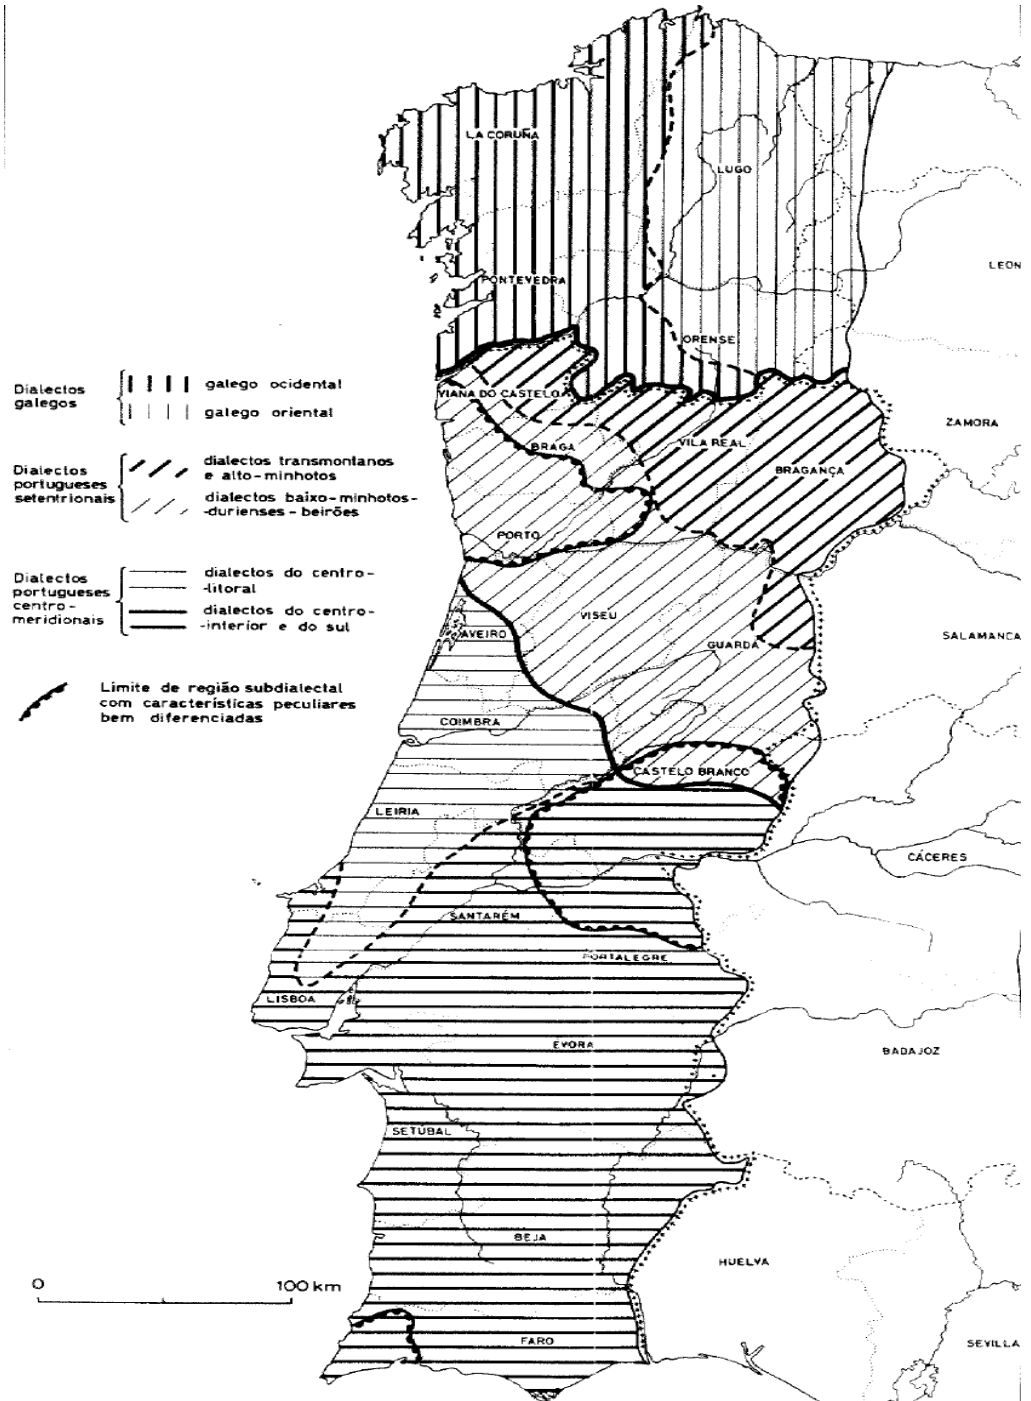 Dialectos
galegos
galego ocidental
galego oriental
Dialectos
portugueses
setentrionais
dialectos transmontanos
e alto-minhotos
dialectos baixo-minhotos-
-durienses-beirões
Dialectos
portugueses
centro-
meridionais
dialectos do centro-
-litoral
dialectos do centro-
-interior e do sul
Limite de região subdialectal
com características peculiares
bem diferenciadas
LA CORUÑA
LUGO
LEON
PONTEVEDRA
ORENSE
VIANA DO CASTELO
ZAMORA
BRAGA
VILA REAL
BRAGANÇA
PORTO
VISEU
AVEIRO
GUARDA
SALAMANCA
COIMBRA
CASTELO BRANCO
LEIRIA
CÁCERES
SANTARÉM
PORTALEGRE
LISBOA
EVORA
BADAJOZ
SETÚBAL
BEJA
HUELVA
FARO
SEVILLA
0
100 km